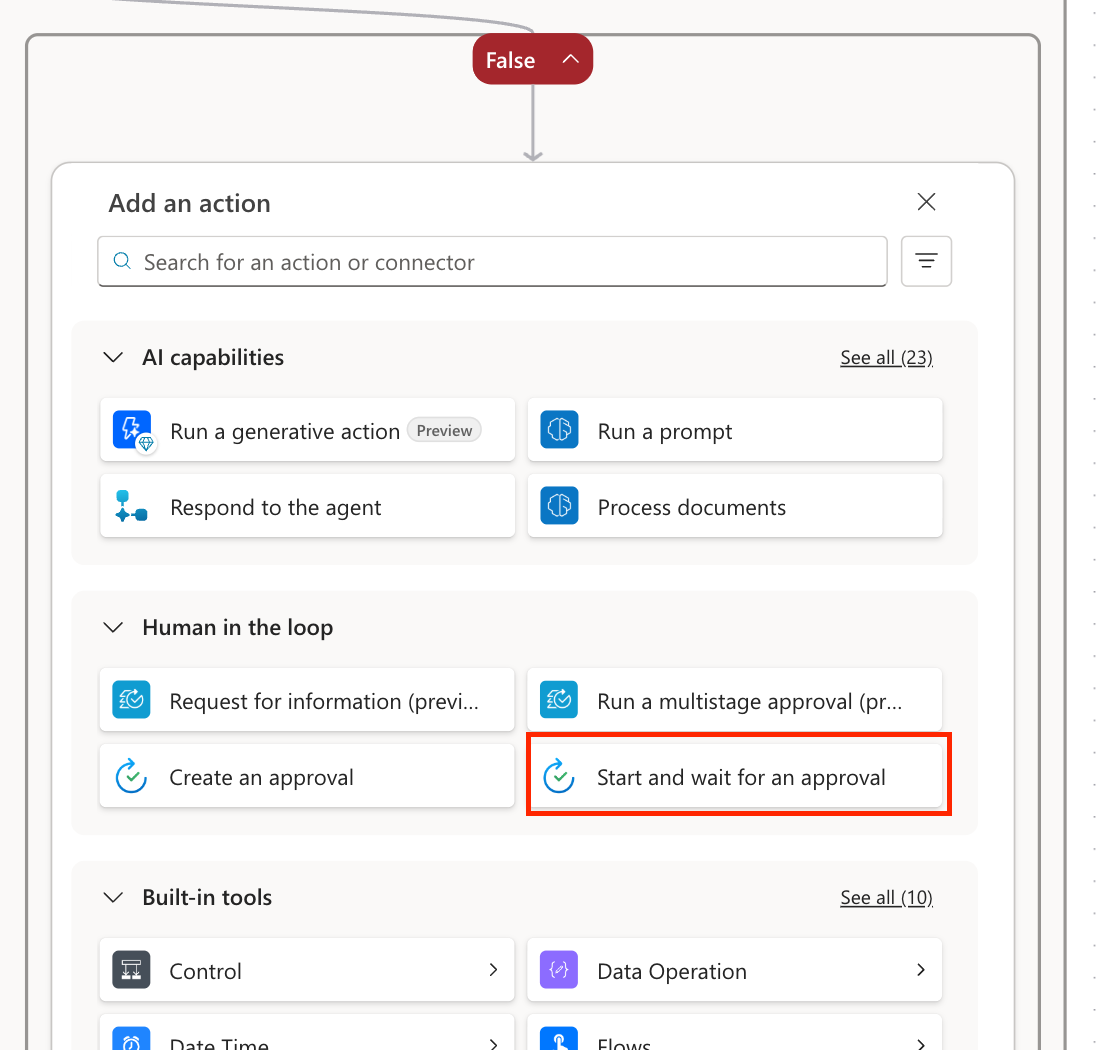 False
Add an action
Search for an action or connector
AI capabilities
See all (23)
Run a generative action Preview
Run a prompt
Respond to the agent
Process documents
Human in the loop
Request for information (previ...
Run a multistage approval (pr...
Create an approval
Start and wait for an approval
Built-in tools
See all (10)
Control
Data Operation
Date Time
Flows